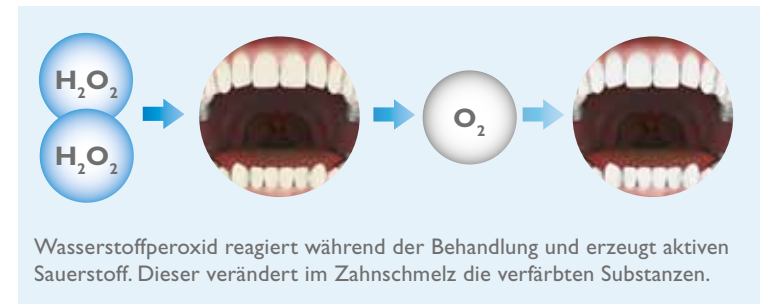 H₂O₂
H₂O₂
O₂
Wasserstoffperoxid reagiert während der Behandlung und erzeugt aktiven
Sauerstoff. Dieser verändert im Zahnschmelz die verfärbten Substanzen.